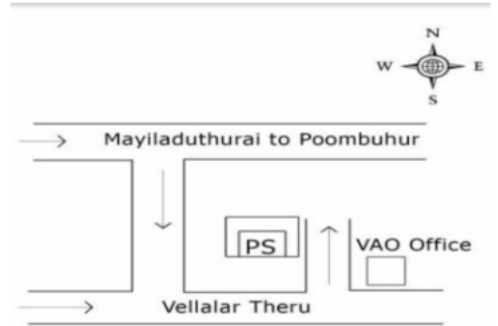 N
W E
S
Mayiladuthurai to Poombuhur
PS
VAO Office
Vellalar Theru